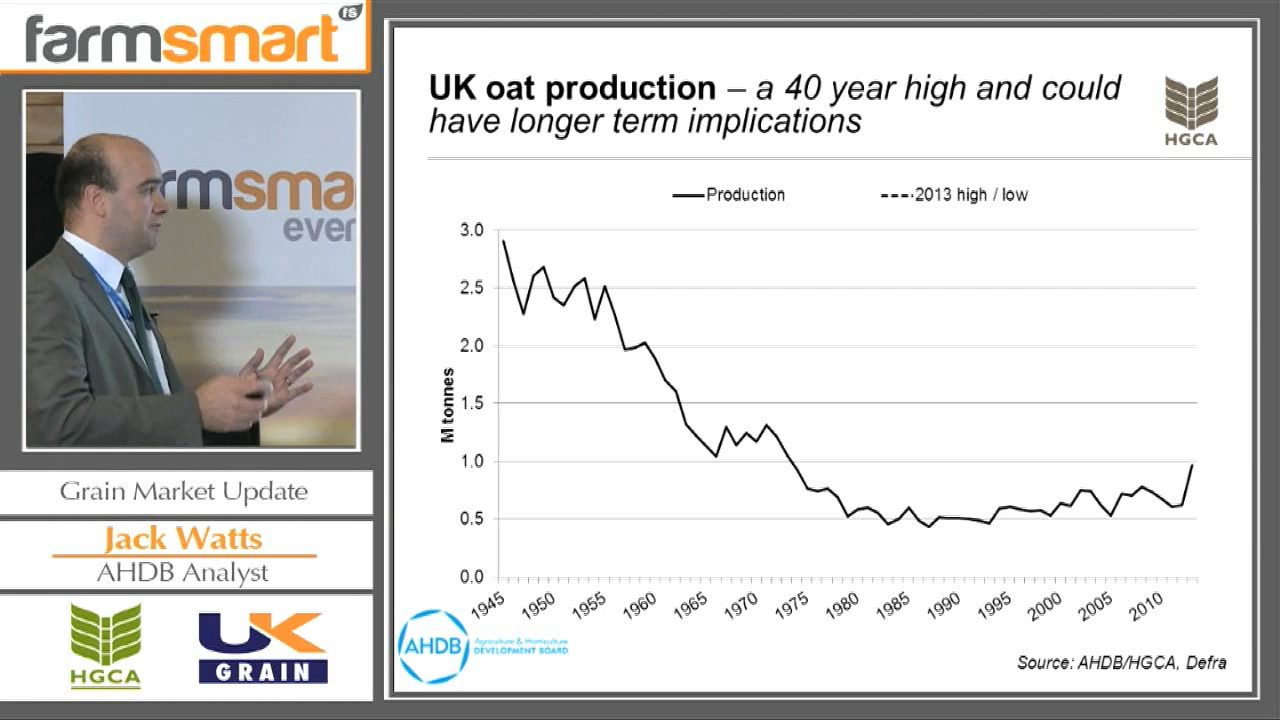 farmsmart fs
rmsma
even
Grain Market Update
Jack Watts
AHDB Analyst
HGCA
UK
GRAIN
UK oat production – a 40 year high and could
have longer term implications
HGCA
Production
2013 high / low
M tonnes
3.0
2.5
2.0
1.5
1.0
0.5
0.0
1945
1950
1955
1960
1965
1970
1975
1980
1985
1990
1995
2000
2005
2010
AHDB
Agriculture & Horticulture
DEVELOPMENT BOARD
Source: AHDB/HGCA, Defra